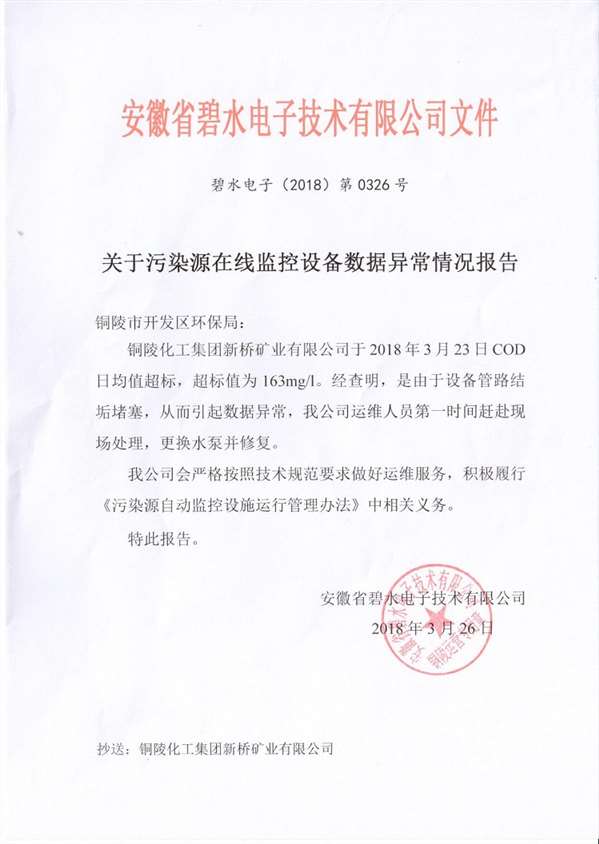 安徽省碧水电子技术有限公司文件
碧水电子（2018）第 0326 号
关于污染源在线监控设备数据异常情况报告
铜陵市开发区环保局：
铜陵化工集团新桥矿业有限公司于 2018 年 3 月 23 日 COD
日均值超标，超标值为 163mg/l。经查明，是由于设备管路结
垢堵塞，从而引起数据异常，我公司运维人员第一时间赶赴现
场处理，更换水泵并修复。
我公司会严格按照技术规范要求做好运维服务，积极履行
《污染源自动监控设施运行管理办法》中相关义务。
特此报告。
安徽省碧水电子技术有限公司
2018 年 3 月 26 日
安徽省碧水电子技术有限公司
抄送：铜陵化工集团新桥矿业有限公司